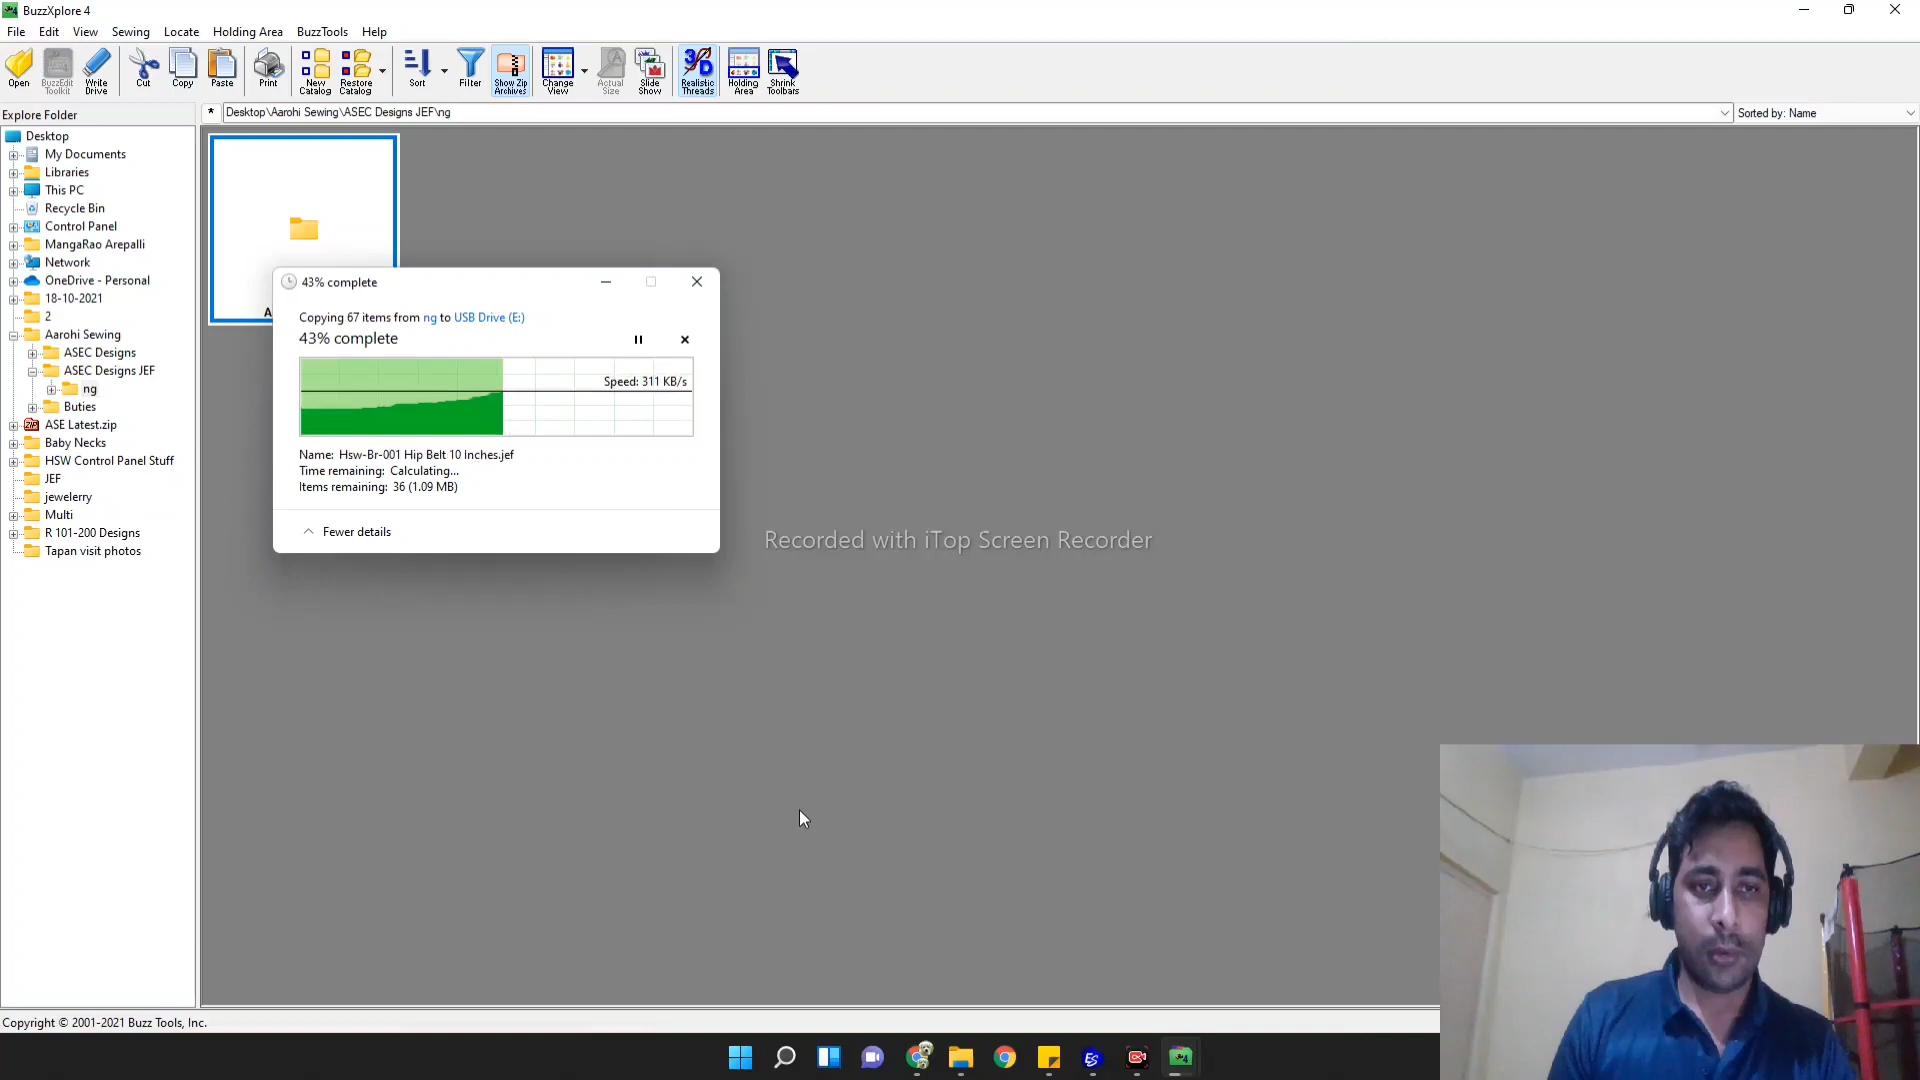 BuzzXplore 4
File Edit View Sewing Locate Holding Area BuzzTools Help
Open
BuzzEdit Toolkit
Write Drive
Cut
Copy
Paste
Print
New Catalog
Restore Catalog
Sort
Filter
Show Zip Archives
Change View
Actual Size
Slide Show
3D
Realistic Threads
Holding Area
Shrink Toolbars
Explore Folder
* Desktop\Aarohi Sewing\ASEC Designs JEF\ng
Sorted by: Name
Desktop
My Documents
Libraries
This PC
Recycle Bin
Control Panel
MangaRao Arepalli
Network
OneDrive - Personal
18-10-2021
2
Aarohi Sewing
ASEC Designs
ASEC Designs JEF
ng
Buties
ASE Latest.zip
Baby Necks
HSW Control Panel Stuff
JEF
jewelerry
Multi
R 101-200 Designs
Tapan visit photos
A
43% complete
Copying 67 items from ng to USB Drive (E:)
43% complete
Speed: 311 KB/s
Name: Hsw-Br-001 Hip Belt 10 Inches.jef
Time remaining: Calculating...
Items remaining: 36 (1.09 MB)
Fewer details
Recorded with iTop Screen Recorder
Copyright © 2001-2021 Buzz Tools, Inc.